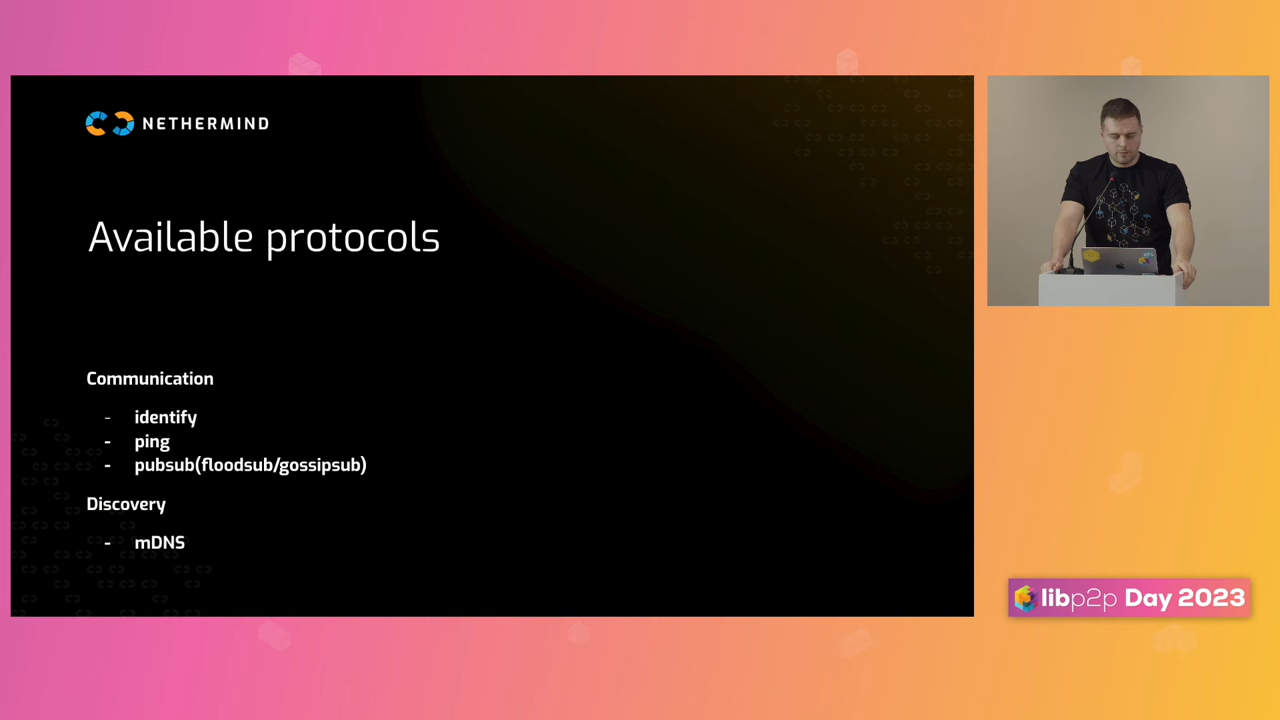 NETHERMIND
Available protocols
Communication
- identify
- ping
- pubsub(floodsub/gossipsub)
Discovery
- mDNS
libp2p Day 2023